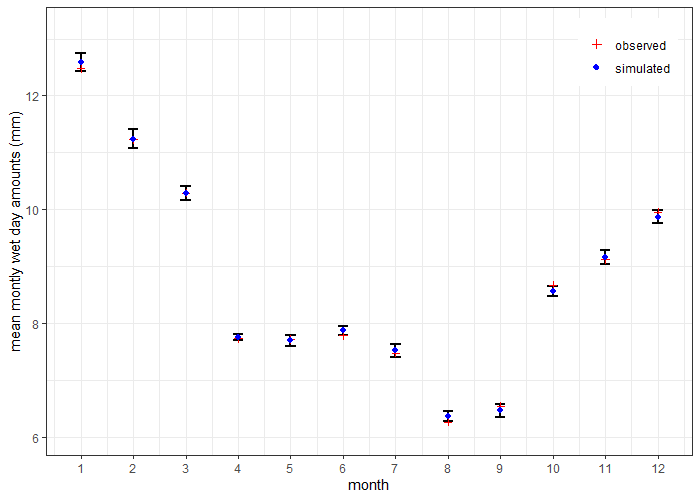 observed
simulated
mean montly wet day amounts (mm)
12
10
8
6
1 2 3 4 5 6 7 8 9 10 11 12
month